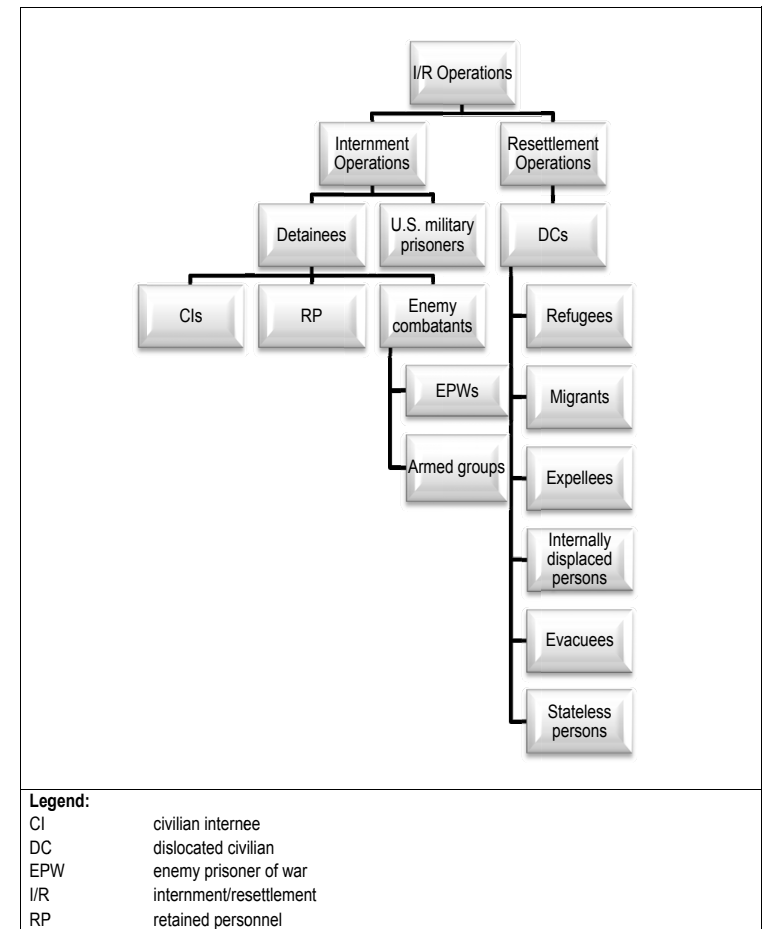 I/R Operations
Internment
Operations
Resettlement
Operations
Detainees
U.S. military
prisoners
DCs
CIs
RP
Enemy
combatants
Refugees
EPWs
Migrants
Armed groups
Expellees
Internally
displaced
persons
Evacuees
Stateless
persons
Legend:
CI civilian internee
DC dislocated civilian
EPW enemy prisoner of war
I/R internment/resettlement
RP retained personnel